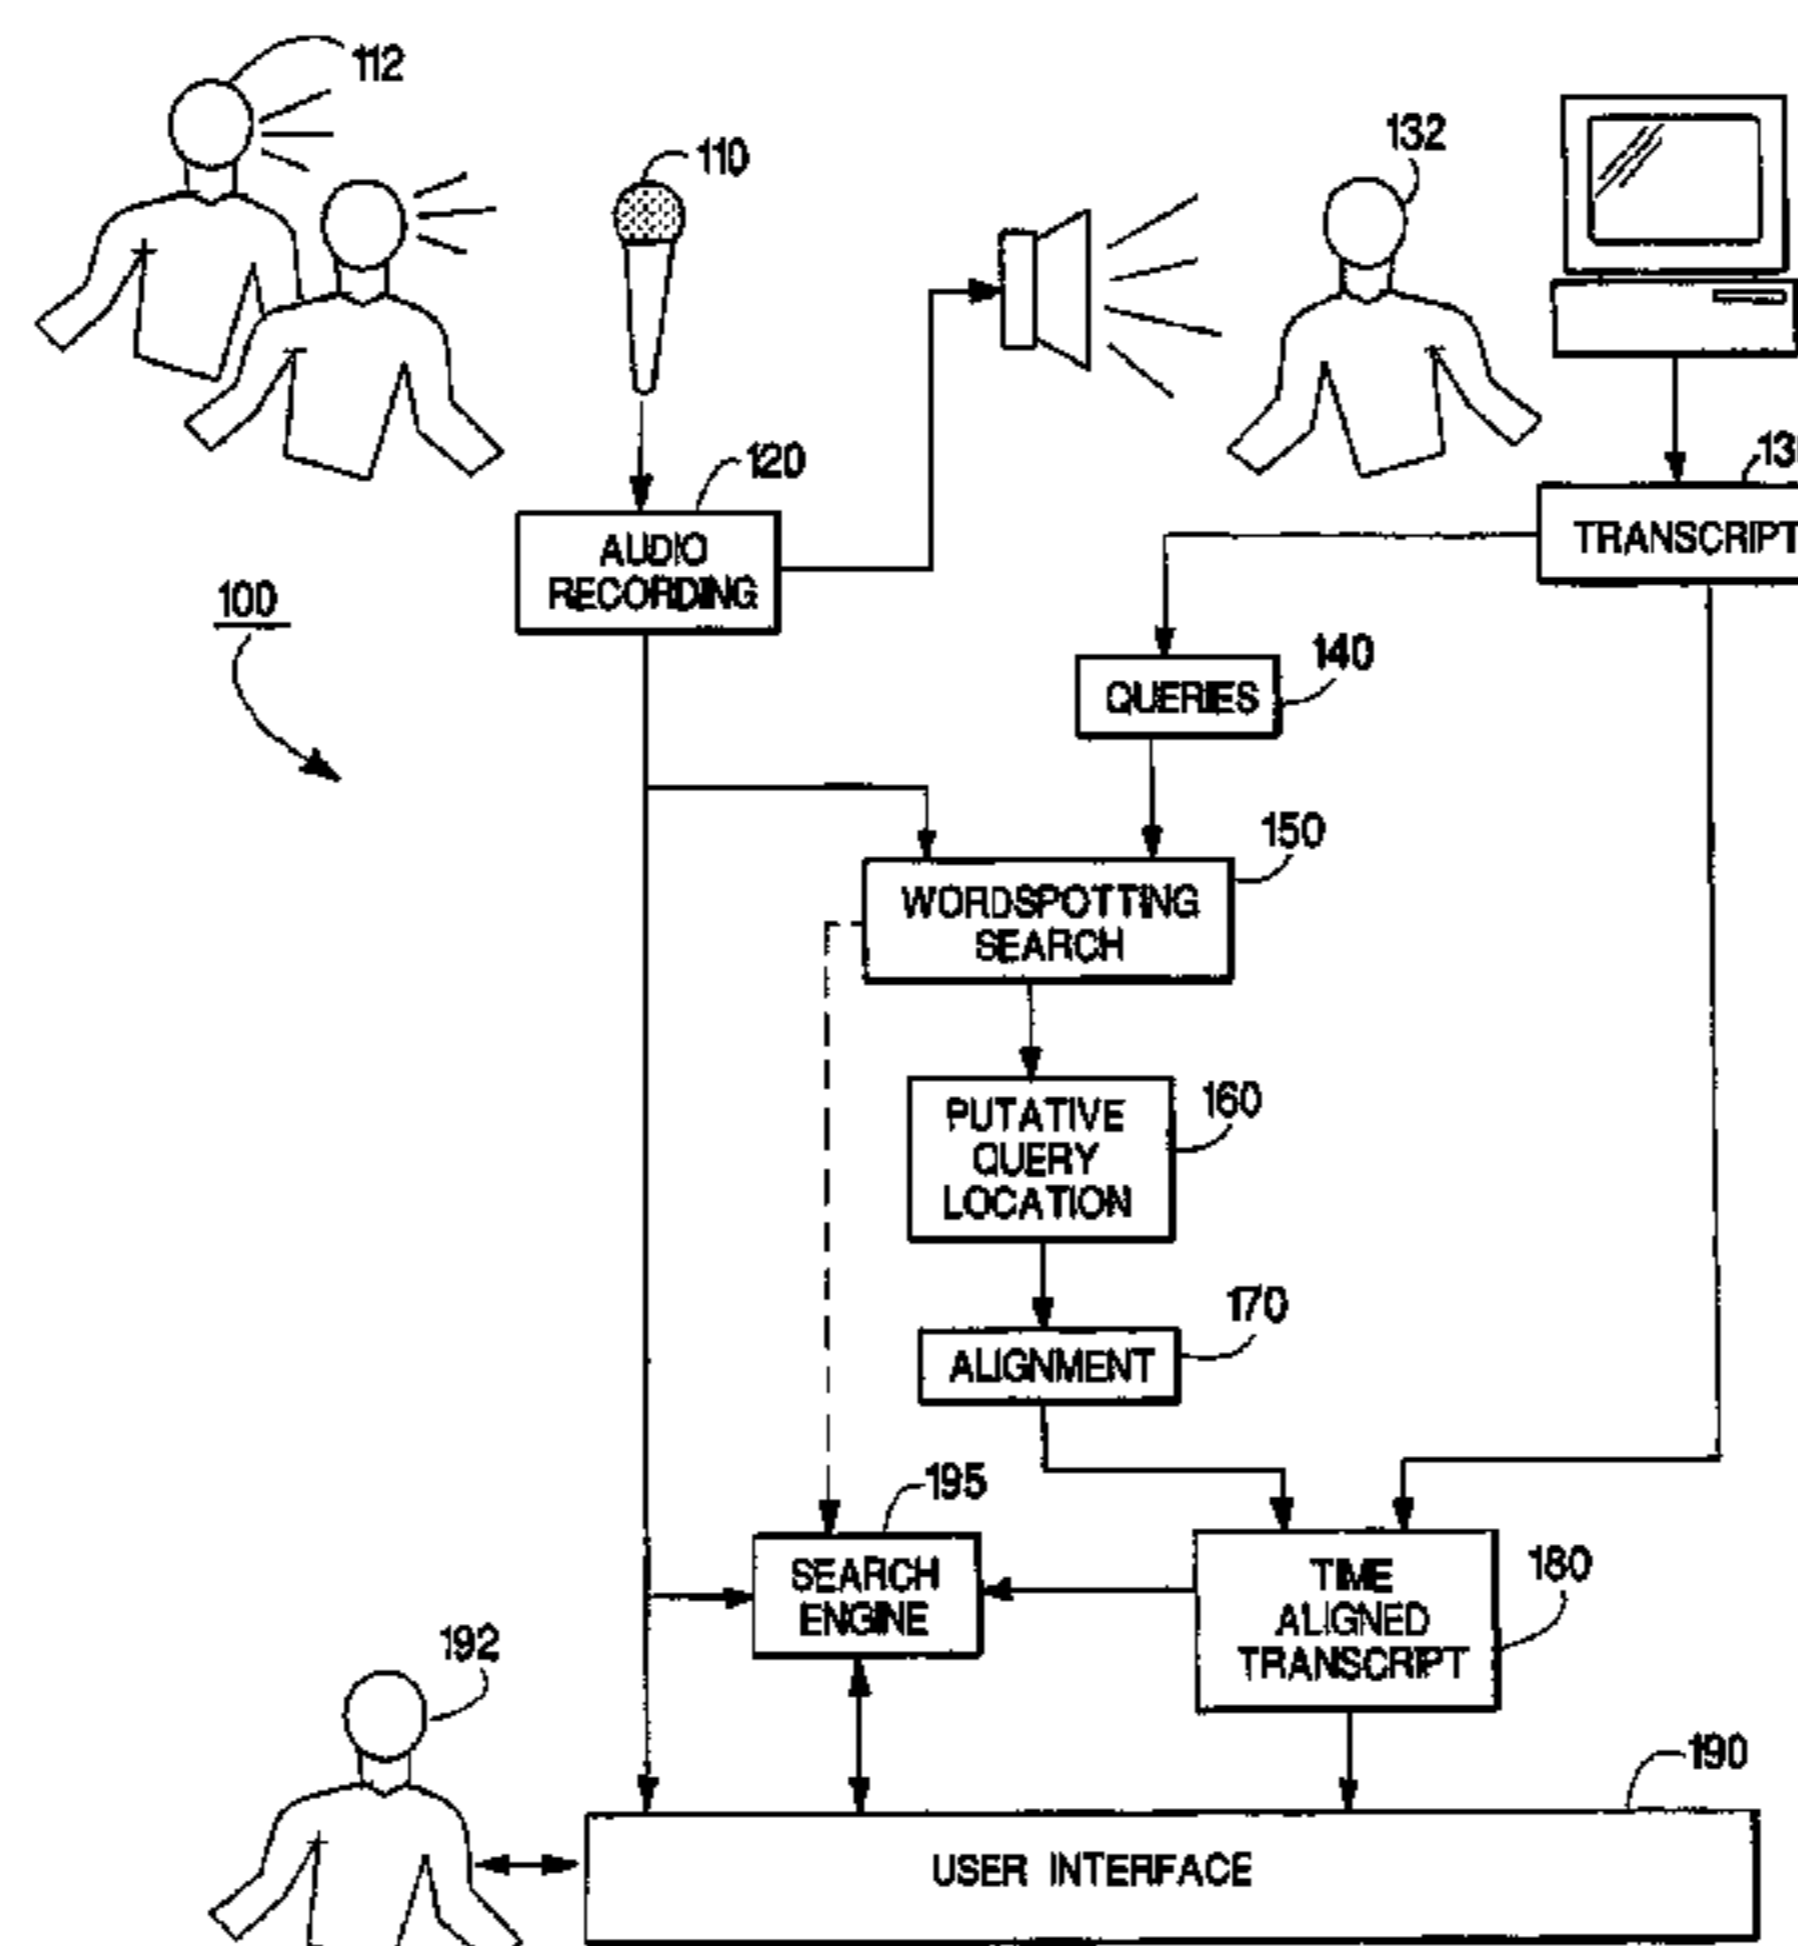 112
110
132
120
AUDIO
RECORDING
TRANSCRIPT
100
140
QUERIES
150
WORDSPOTTING
SEARCH
160
PUTATIVE
QUERY
LOCATION
170
ALIGNMENT
195
SEARCH
ENGINE
TIME
ALIGNED
TRANSCRIPT
180
192
190
USER INTERFACE